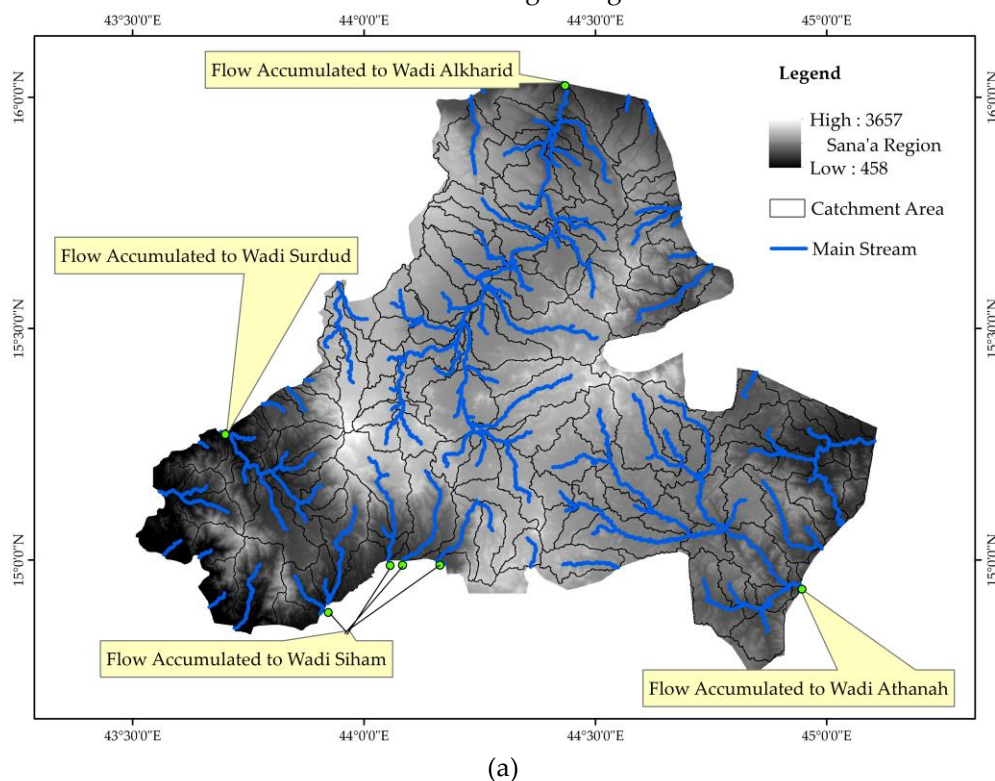 43°30'0"E 44°0'0"E 44°30'0"E 45°0'0"E
Flow Accumulated to Wadi Alkharid
Legend
16°0'0"N 16°0'0"N
High : 3657
Sana'a Region
Low : 458
Catchment Area
Main Stream
Flow Accumulated to Wadi Surdud
15°30'0"N 15°30'0"N
15°0'0"N 15°0'0"N
Flow Accumulated to Wadi Siham
Flow Accumulated to Wadi Athanah
43°30'0"E 44°0'0"E 44°30'0"E 45°0'0"E
(a)